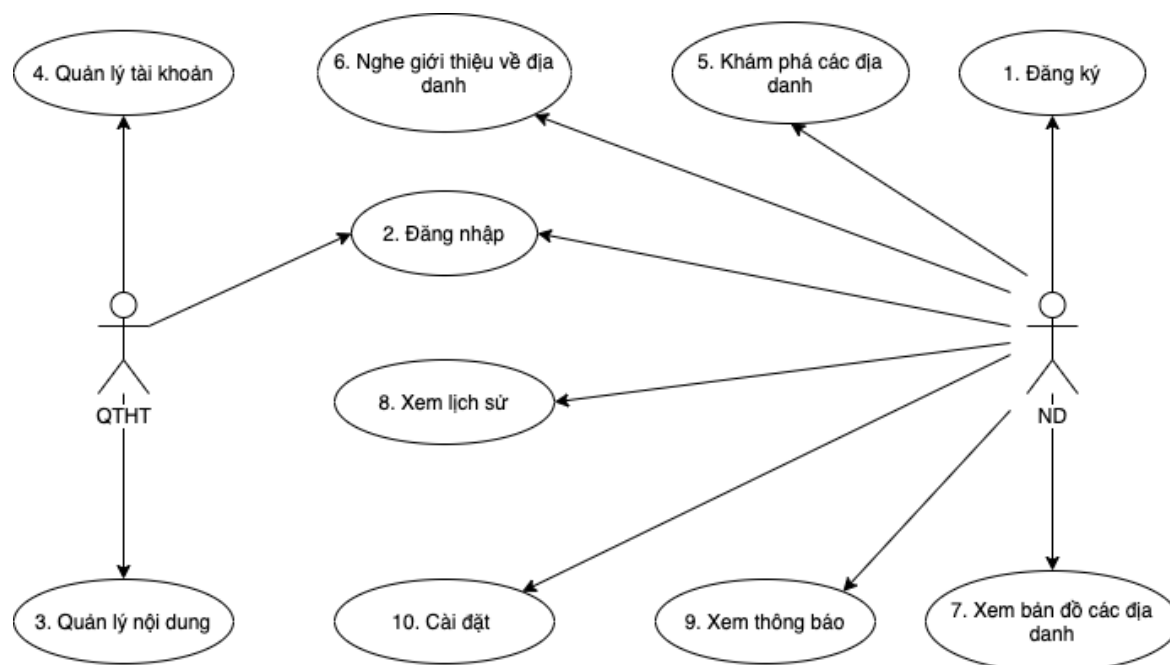 4. Quản lý tài khoản
6. Nghe giới thiệu về địa
danh
5. Khám phá các địa
danh
1. Đăng ký
2. Đăng nhập
QTHT
8. Xem lịch sử
ND
3. Quản lý nội dung
10. Cài đặt
9. Xem thông báo
7. Xem bản đồ các địa
danh